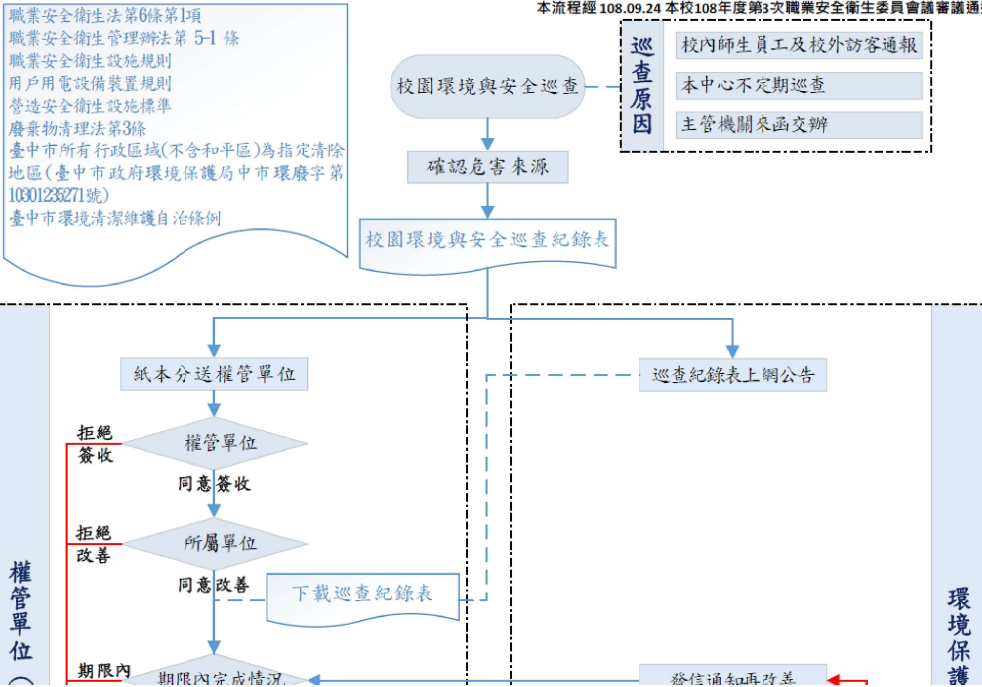 本流程經 108.09.24 本校108年度第3次職業安全衛生委員會議審議通
職業安全衛生法第6條第1項
職業安全衛生管理辦法第 5-1 條
職業安全衛生設施規則
用戶用電設備裝置規則
營造安全衛生設施標準
廢棄物清理法第3條
臺中市所有行政區域(不含和平區)為指定清除
地區(臺中市政府環境保護局中市環廢字第
10301235271號)
臺中市環境清潔維護自治條例
校園環境與安全巡查
巡查原因
校內師生員工及校外訪客通報
本中心不定期巡查
主管機關來函交辦
確認危害來源
校園環境與安全巡查紀錄表
紙本分送權管單位
巡查紀錄表上網公告
拒絕
簽收
權管單位
同意簽收
拒絕
改善
所屬單位
同意改善
下載巡查紀錄表
權管單位（
環境保護
期限內
期限內完成情況
發信通知再改善